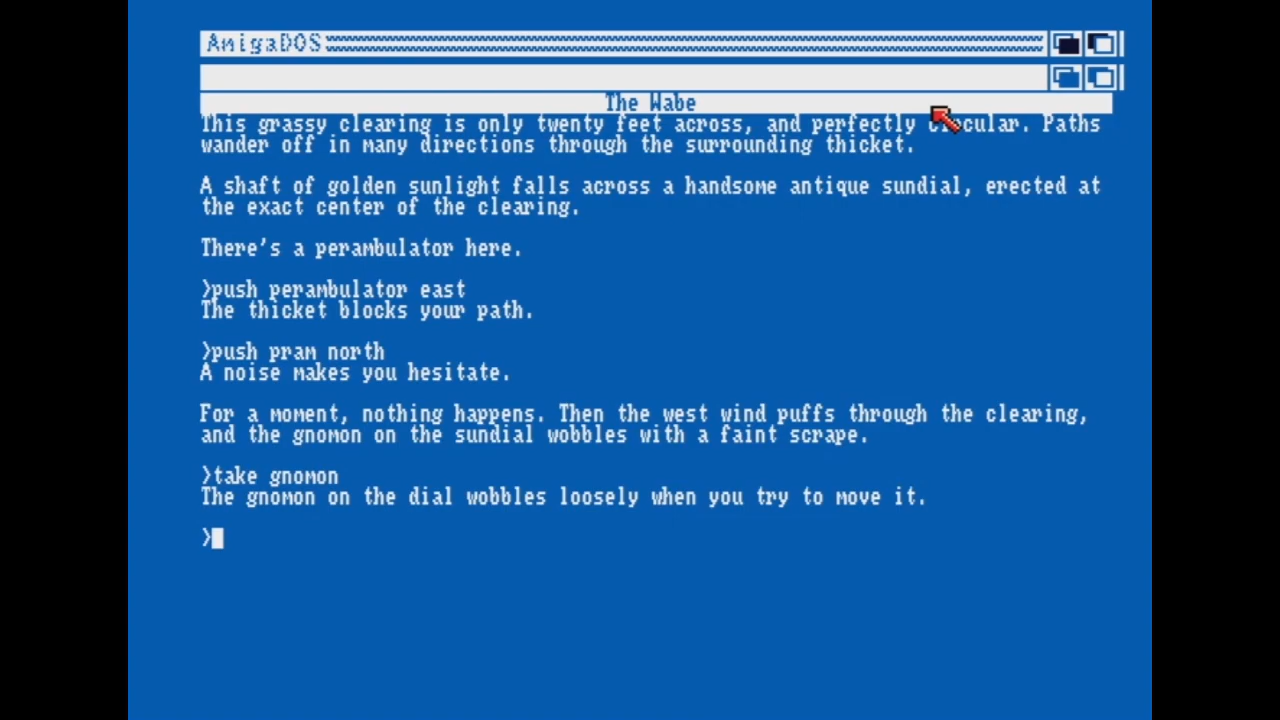 AmigaDOS
The Wabe
This grassy clearing is only twenty feet across, and perfectly circular. Paths
wander off in many directions through the surrounding thicket.
A shaft of golden sunlight falls across a handsome antique sundial, erected at
the exact center of the clearing.
There's a perambulator here.
>push perambulator east
The thicket blocks your path.
>push pram north
A noise makes you hesitate.
For a moment, nothing happens. Then the west wind puffs through the clearing,
and the gnomon on the sundial wobbles with a faint scrape.
>take gnomon
The gnomon on the dial wobbles loosely when you try to move it.
>